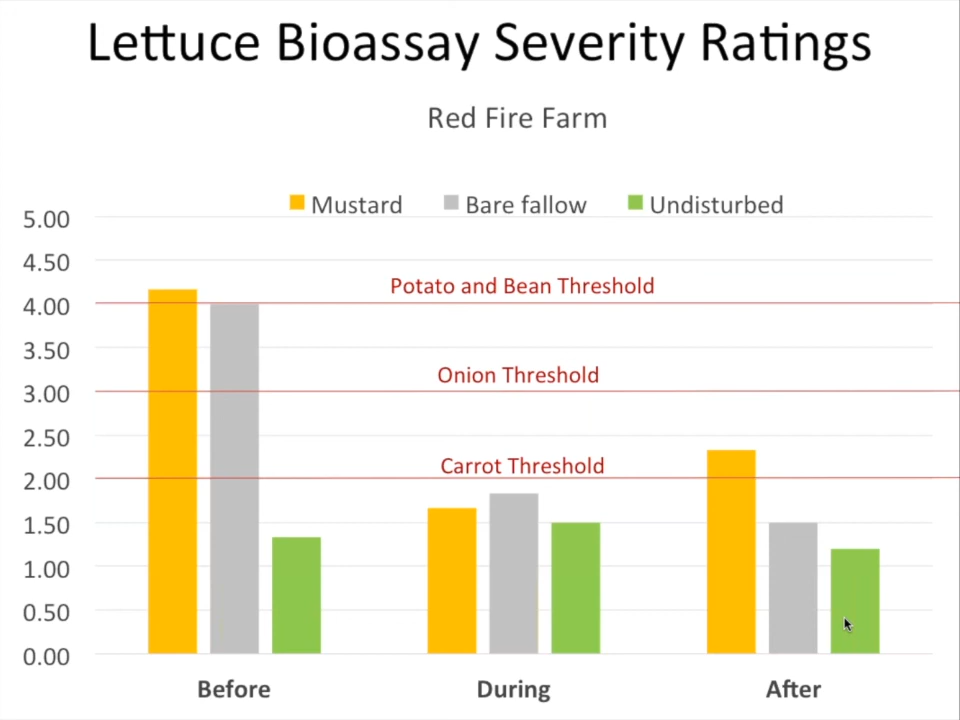 Lettuce Bioassay Severity Ratings
Red Fire Farm
Mustard Bare fallow Undisturbed
5.00
4.50
Potato and Bean Threshold
4.00
3.50
Onion Threshold
3.00
2.50
Carrot Threshold
2.00
1.50
1.00
0.50
0.00
Before During After